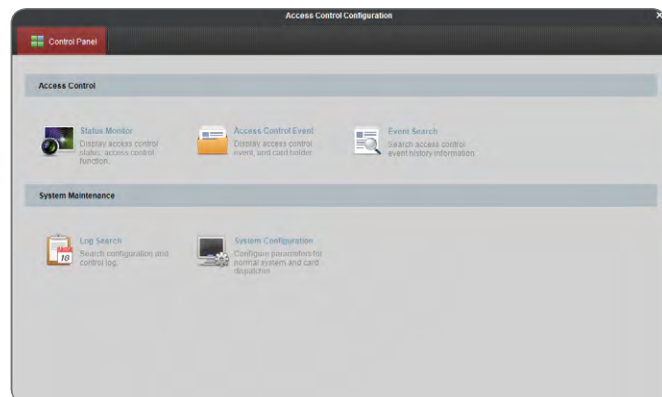 Access Control Configuration
Control Panel
Access Control
Status Monitor
Display access control
status, access control
function.
Access Control Event
Display access control
event, and card holder.
Event Search
Search access control
event history information.
System Maintenance
Log Search
Search configuration and
control log.
18
System Configuration
Configure parameters for
normal system and card
dispatcher.